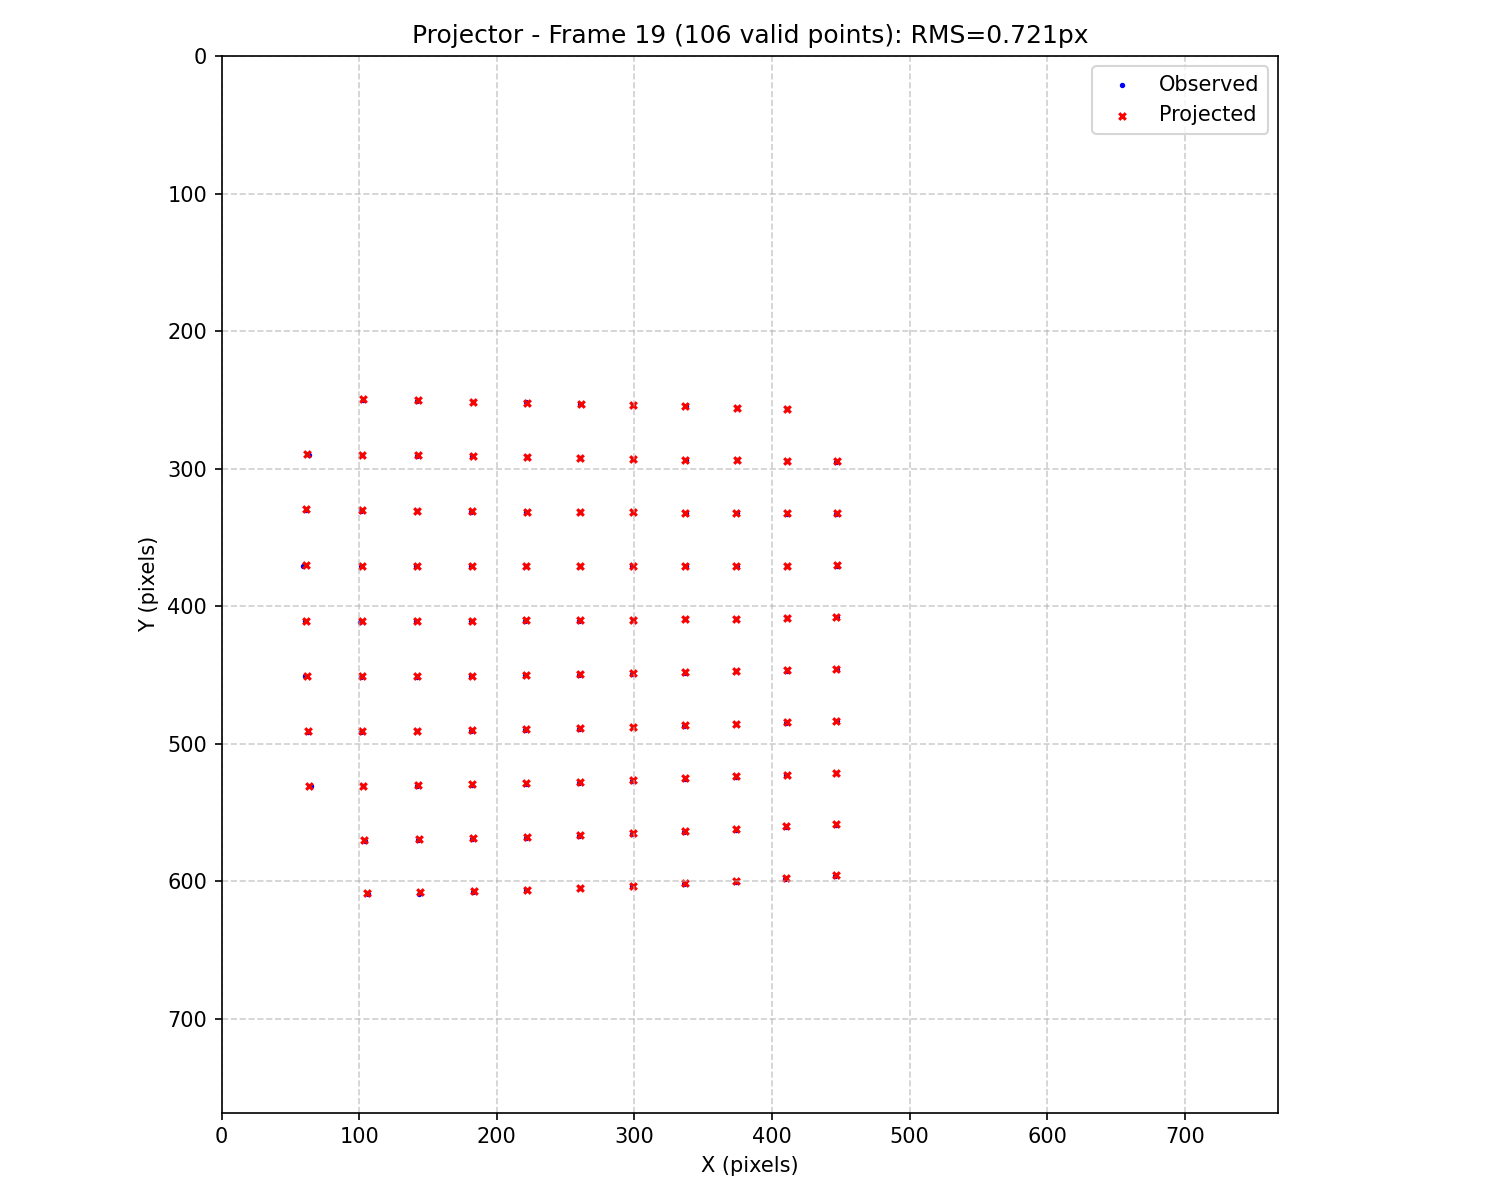 Projector - Frame 19 (106 valid points): RMS=0.721px
Observed
Projected
0
100
200
300
400
500
600
700
Y (pixels)
0 100 200 300 400 500 600 700
X (pixels)